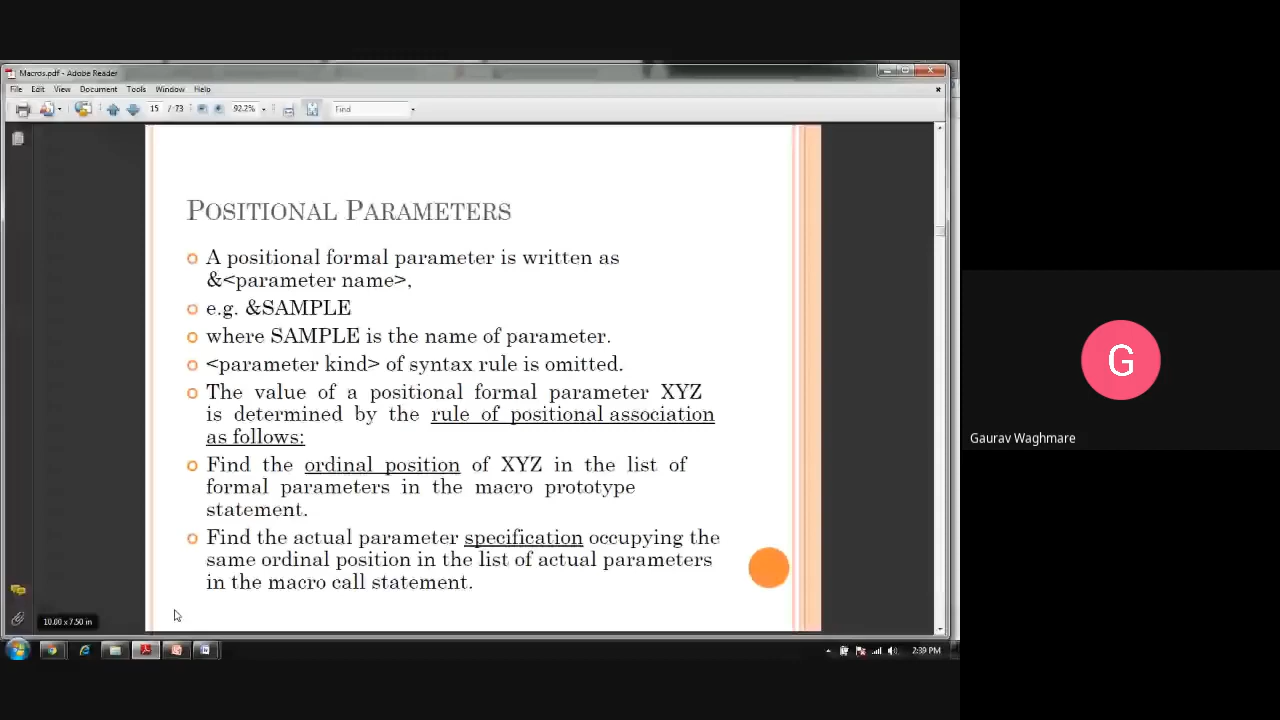 Macros.pdf - Adobe Reader
File Edit View Document Tools Window Help
15 / 73 92.2% Find
POSITIONAL PARAMETERS
A positional formal parameter is written as
&<parameter name>,
e.g. &SAMPLE
where SAMPLE is the name of parameter.
<parameter kind> of syntax rule is omitted.
The value of a positional formal parameter XYZ
is determined by the rule of positional association
as follows:
Find the ordinal position of XYZ in the list of
formal parameters in the macro prototype
statement.
Find the actual parameter specification occupying the
same ordinal position in the list of actual parameters
in the macro call statement.
10.00 x 7.50 in
2:39 PM
G
Gaurav Waghmare